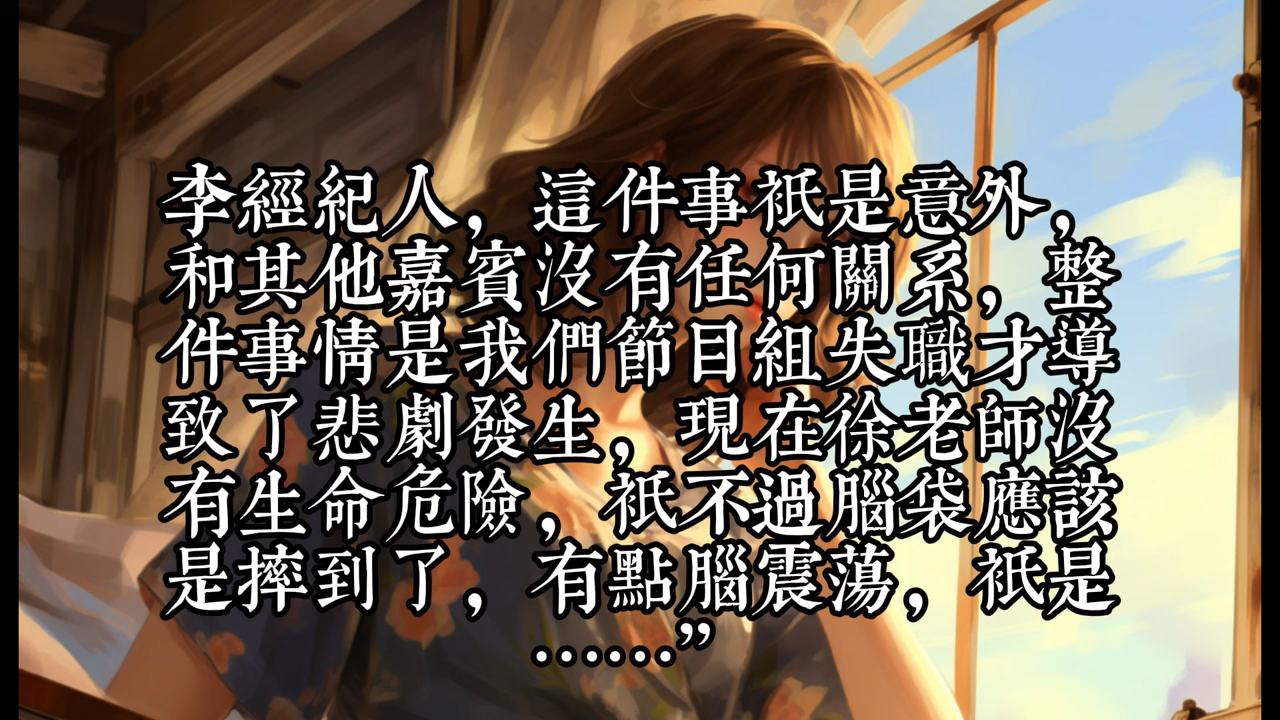 李經紀人，這件事衹是意外，
和其他嘉賓沒有任何關系，整
件事情是我們節目組失職才導
致了悲劇發生，現在徐老師沒
有生命危險，衹不過腦袋應該
是摔到了，有點腦震蕩，衹是
……”